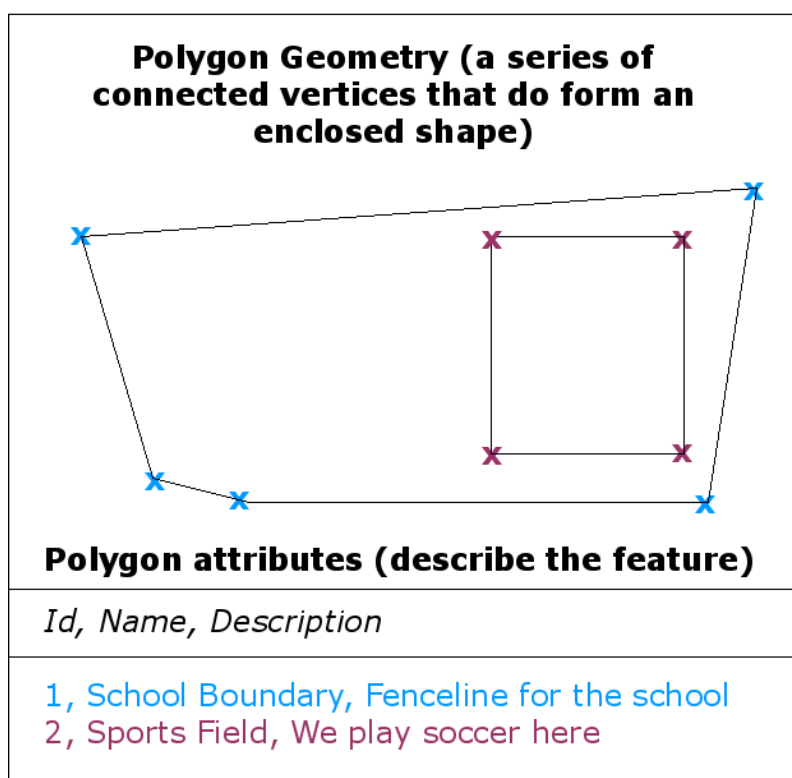 Polygon Geometry (a series of
connected vertices that do form an
enclosed shape)
Polygon attributes (describe the feature)
Id, Name, Description
1, School Boundary, Fenceline for the school
2, Sports Field, We play soccer here